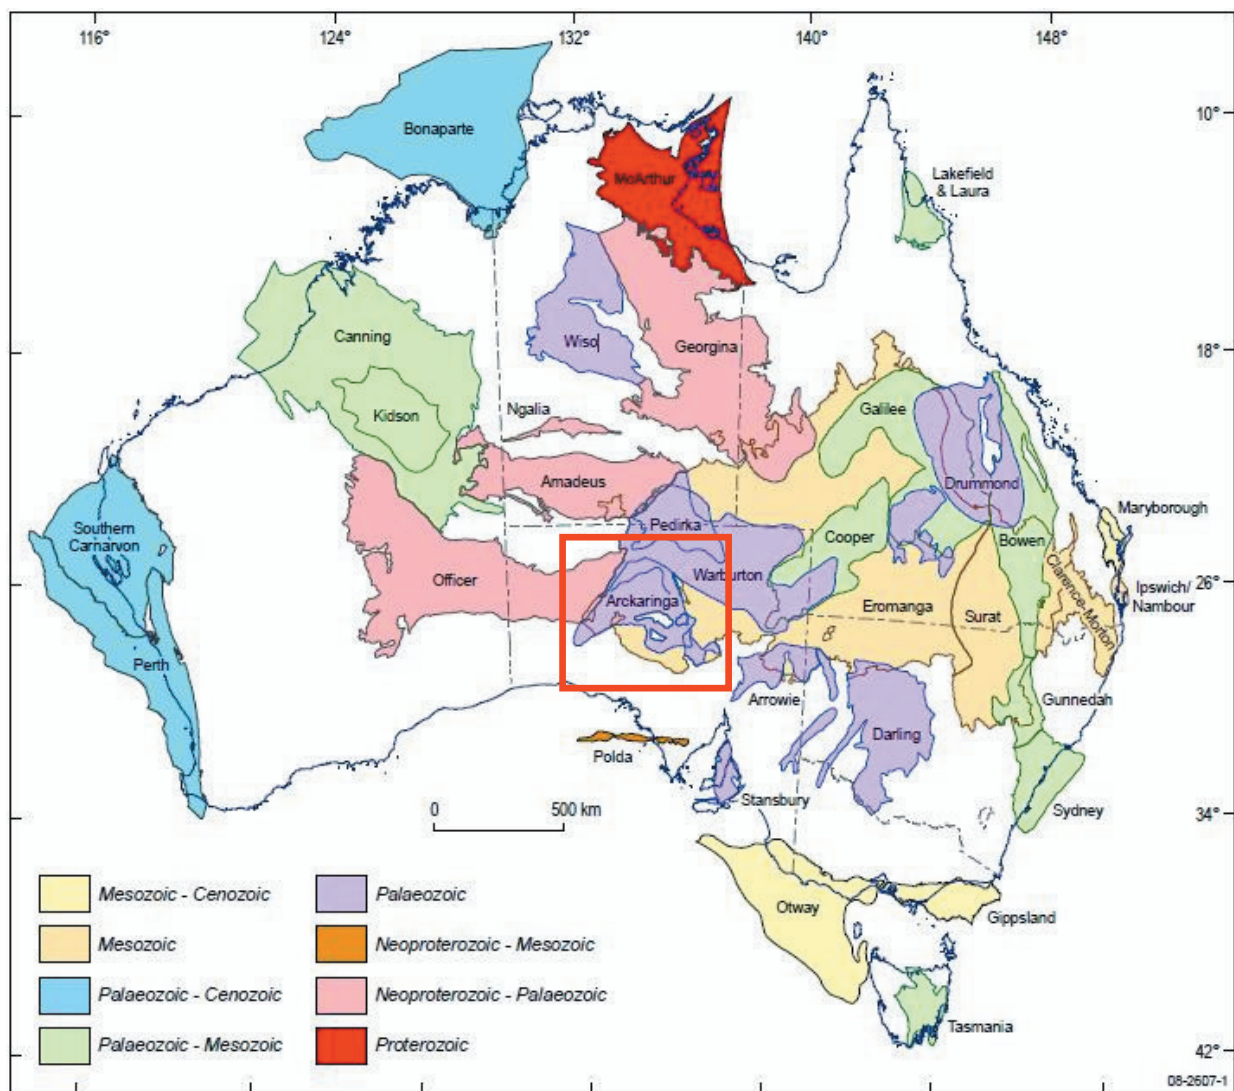 116°
124°
132°
140°
148°
10°
Bonaparte
McArthur
Lakefield
& Laura
Canning
Wiso
Georgina
18°
Kidson
Ngalia
Galilee
Amadeus
Drummond
Southern
Carnarvon
Pedirka
Cooper
Bowen
Maryborough
Officer
Warburton
Clarence-Morton
26°
Arckaringa
Eromanga
Surat
Ipswich/
Nambour
Perth
Arrowie
Gunnedah
Darling
Polda
0
500 km
Stansbury
Sydney
34°
Mesozoic - Cenozoic
Palaeozoic
Otway
Gippsland
Mesozoic
Neoproterozoic - Mesozoic
Palaeozoic - Cenozoic
Neoproterozoic - Palaeozoic
Tasmania
Palaeozoic - Mesozoic
Proterozoic
42°
08-2607-1